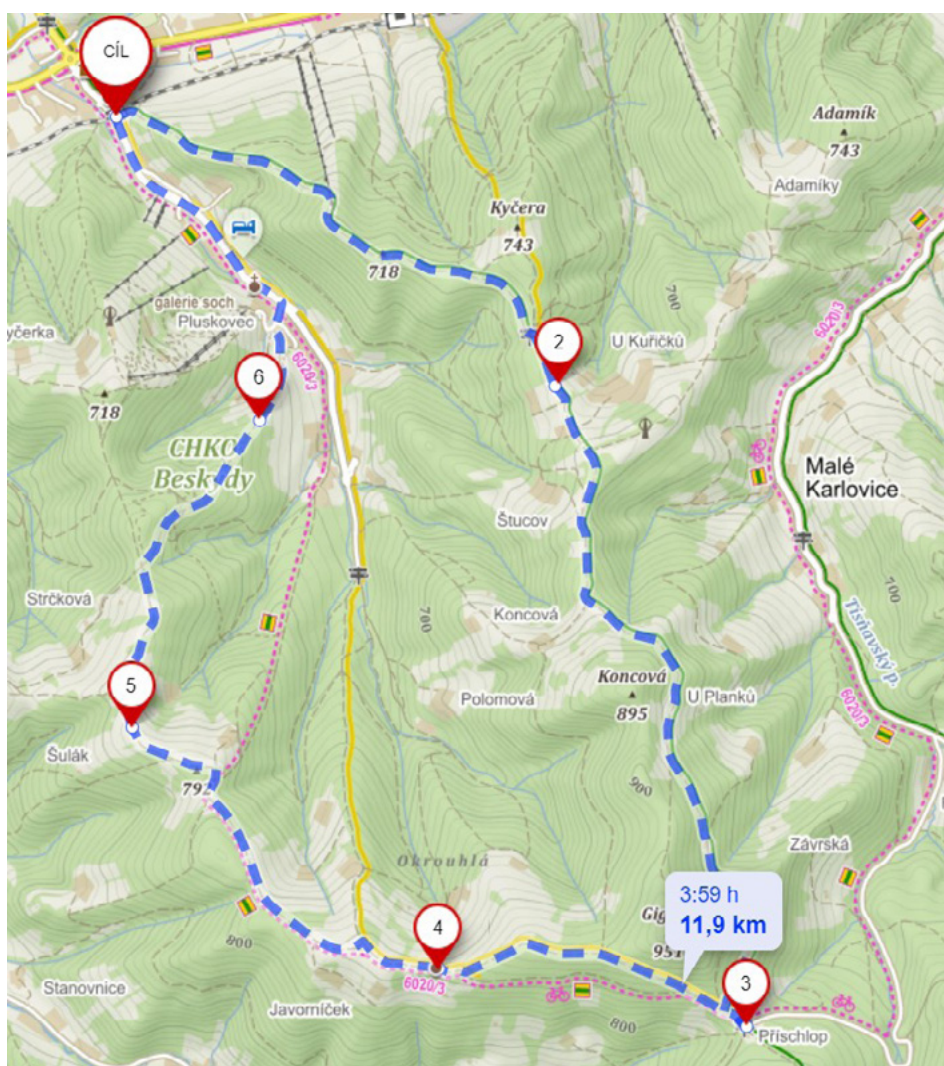 CÍL
Adamík
743
Adamíky
Kyčera
743
718
700
galerie soch
Pluskovec
6020/3
6020/3
2
U Kuřičků
6
718
CHKO
Beskydy
Malé
Karlovice
Štucov
Strčková
700
Koncová
700
Tisňavský p.
Koncová
895
U Planků
Polomová
6020/3
5
Šulák
792
900
Okrouhlá
Závrská
3:59 h
11,9 km
951
4
800
6020/3
3
Stanovnice
Javorníček
800
Příschlop